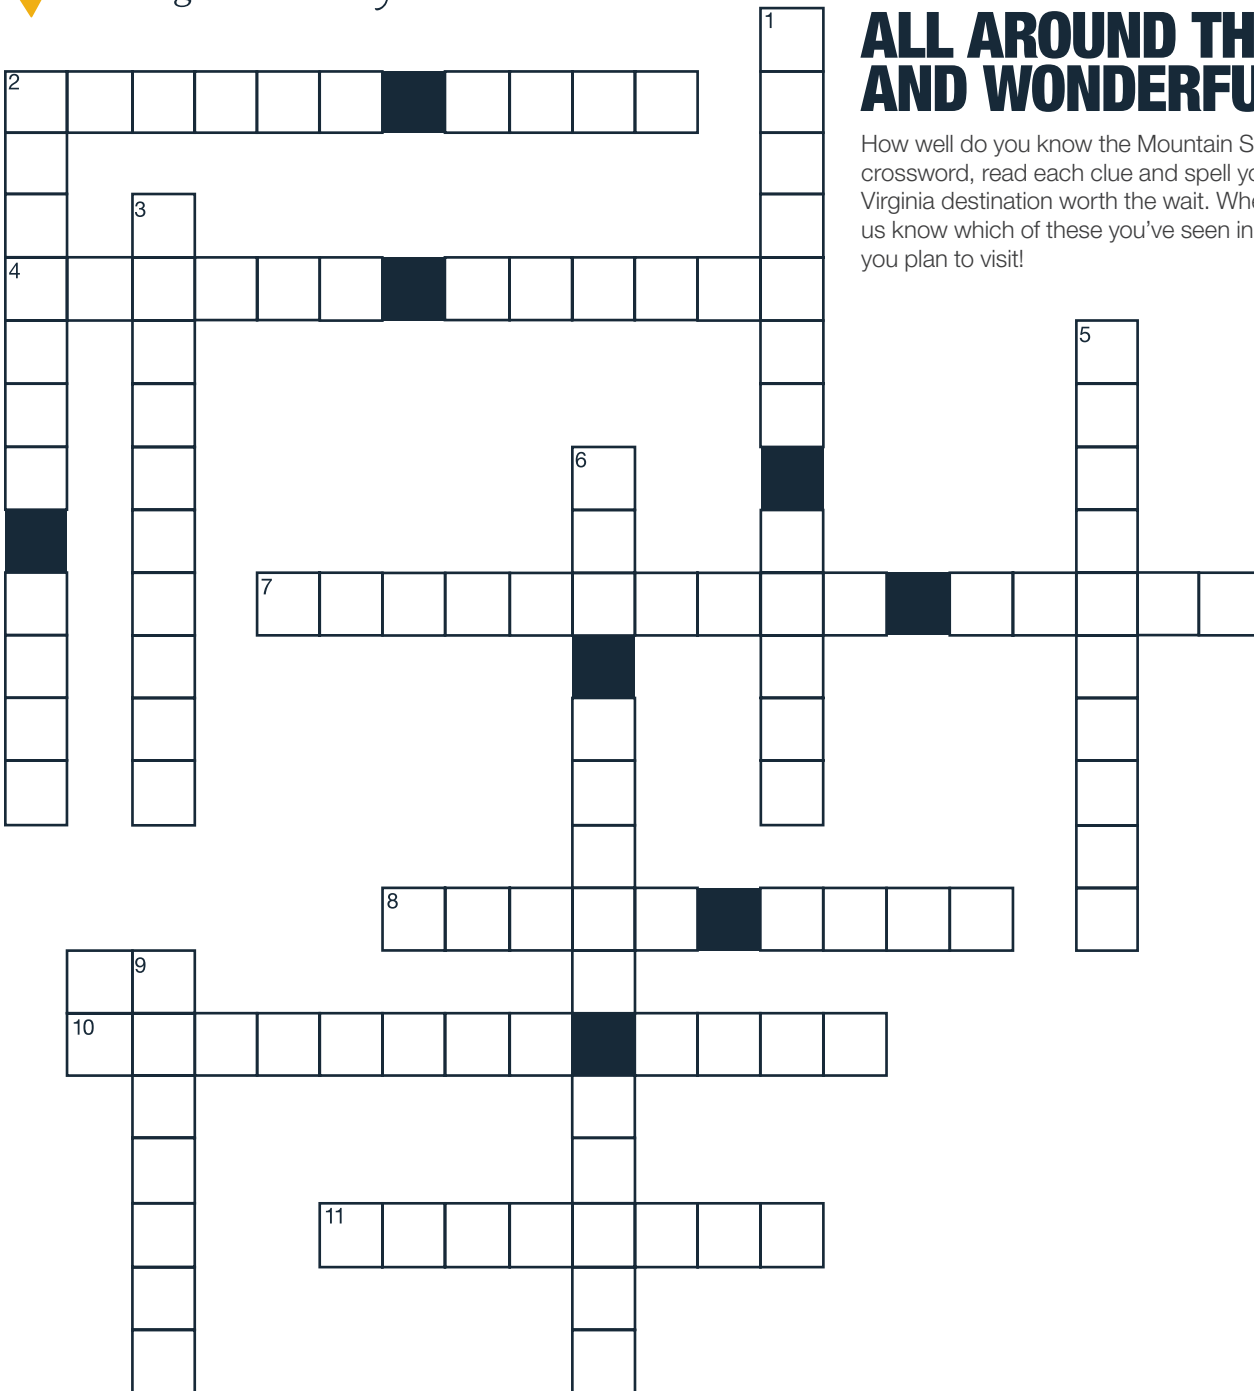 1
ALL AROUND TH
AND WONDERFU
How well do you know the Mountain S
crossword, read each clue and spell yo
Virginia destination worth the wait. Whe
us know which of these you've seen in
you plan to visit!
2
3
4
5
6
7
8
9
10
11